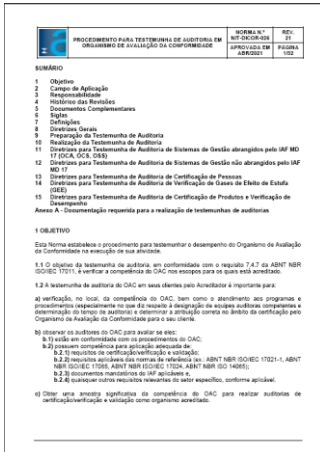 PROCEDIMENTO PARA TESTEMUNHA DE AUDITORIA EM
ORGANISMO DE AVALIAÇÃO DA CONFORMIDADE
NORMA N.º
NIT-DICOR-026
REV.
21
APROVADA EM
ABR/2021
PÁGINA
1/52
SUMÁRIO
1 Objetivo
2 Campo de Aplicação
3 Responsabilidade
4 Histórico das Revisões
5 Documentos Complementares
6 Siglas
7 Definições
8 Diretrizes Gerais
9 Preparação da Testemunha de Auditoria
10 Realização da Testemunha de Auditoria
11 Diretrizes para Testemunha de Auditoria de Sistemas de Gestão abrangidos pelo IAF MD
17 (OCA, OCS, OSS)
12 Diretrizes para Testemunha de Auditoria de Sistemas de Gestão não abrangidos pelo IAF
MD 17
13 Diretrizes para Testemunha de Auditoria de Certificação de Pessoas
14 Diretrizes para Testemunha de Auditoria de Verificação de Gases de Efeito de Estufa
(GEE)
15 Diretrizes para Testemunha de Auditoria de Certificação de Produtos e Verificação de
Desempenho
Anexo A - Documentação requerida para a realização de testemunhas de auditorias
1 OBJETIVO
Esta Norma estabelece o procedimento para testemunhar o desempenho do Organismo de Avaliação
da Conformidade na execução de sua atividade.
1.1 O objetivo da testemunha de auditoria, em conformidade com o requisito 7.4.7 da ABNT NBR
ISO/IEC 17011, é verificar a competência do OAC nos escopos para os quais está acreditado.
1.2 A testemunha de auditoria do OAC em seus clientes pelo Acreditador é importante para:
a) verificação, no local, da competência do OAC, bem como o atendimento aos programas e
procedimentos (especialmente no que diz respeito à designação de equipes auditoras competentes e
determinação do tempo de auditoria) e determinar a atribuição correta no âmbito da certificação pelo
Organismo de Avaliação da Conformidade para o seu cliente.
b) observar os auditores do OAC para avaliar se eles:
b.1) estão em conformidade com os procedimentos do OAC;
b.2) possuem competência para aplicação adequada de:
b.2.1) requisitos de certificação/verificação e validação;
b.2.2) requisitos aplicáveis das normas de referência (ex.: ABNT NBR ISO/IEC 17021-1, ABNT
NBR ISO/IEC 17065, ABNT NBR ISO/IEC 17024, ABNT NBR ISO 14065);
b.2.3) documentos mandatórios do IAF aplicáveis e,
b.2.4) quaisquer outros requisitos relevantes do setor específico, conforme aplicável.
c) Obter uma amostra significativa da competência do OAC para realizar auditorias de
certificação/verificação e validação como organismo acreditado.